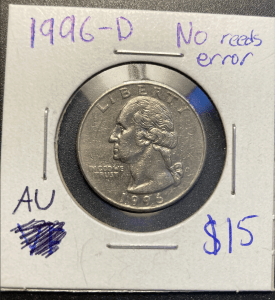 1996-D
No reeds
error
LIBERTY
IN GOD WE
TRUST
1996
AU
$15